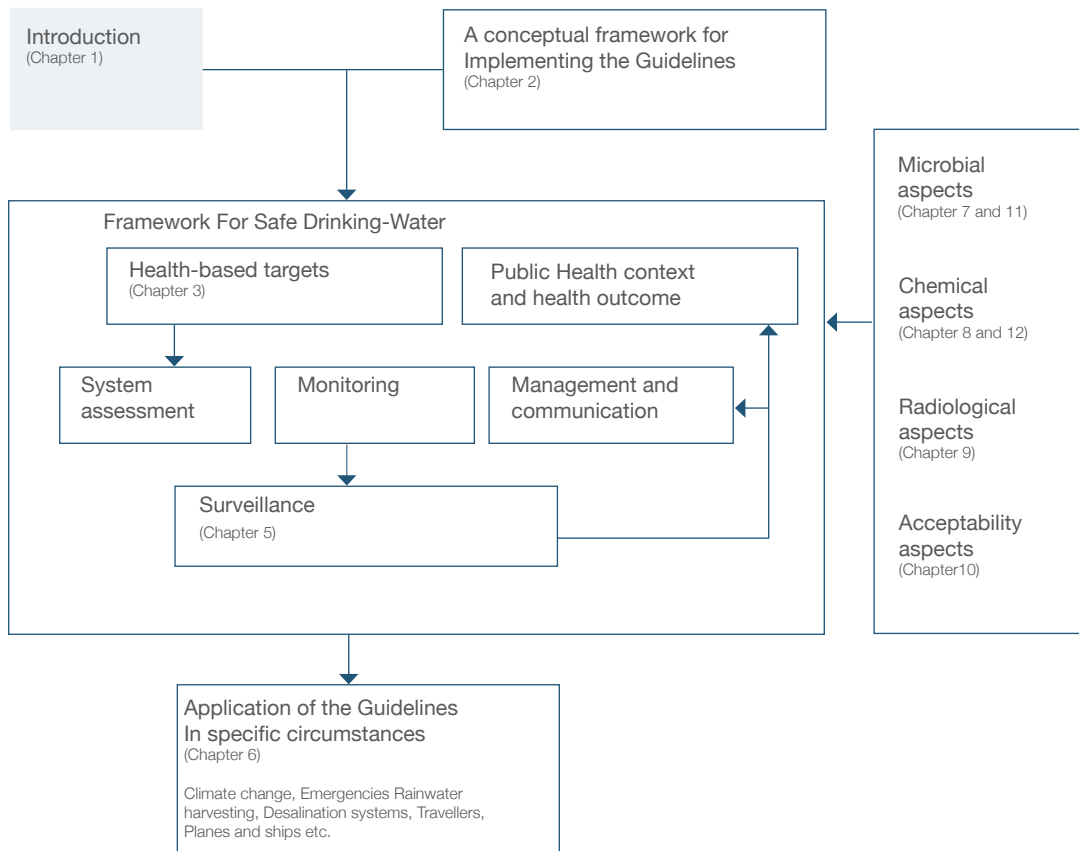 Introduction
(Chapter 1)
A conceptual framework for
Implementing the Guidelines
(Chapter 2)
Framework For Safe Drinking-Water
Health-based targets
(Chapter 3)
Public Health context
and health outcome
System
assessment
Monitoring
Management and
communication
Surveillance
(Chapter 5)
Microbial
aspects
(Chapter 7 and 11)
Chemical
aspects
(Chapter 8 and 12)
Radiological
aspects
(Chapter 9)
Acceptability
aspects
(Chapter10)
Application of the Guidelines
In specific circumstances
(Chapter 6)
Climate change, Emergencies Rainwater
harvesting, Desalination systems, Travellers,
Planes and ships etc.